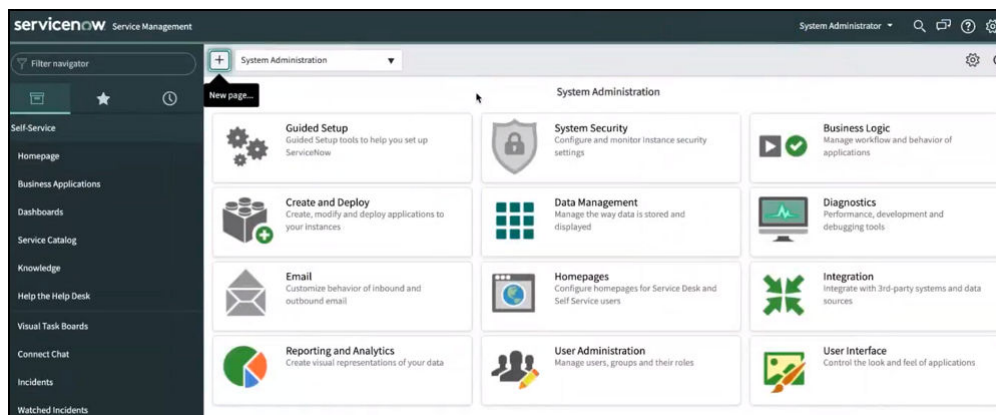 servicenow Service Management
System Administrator
Filter navigator
System Administration
New page...
System Administration
Self-Service
Homepage
Business Applications
Dashboards
Service Catalog
Knowledge
Help the Help Desk
Visual Task Boards
Connect Chat
Incidents
Watched Incidents
Guided Setup
Guided Setup tools to help you set up
ServiceNow
System Security
Configure and monitor instance security
settings
Business Logic
Manage workflow and behavior of
applications
Create and Deploy
Create, modify and deploy applications to
your instances
Data Management
Manage the way data is stored and
displayed
Diagnostics
Performance, development and
debugging tools
Email
Customize behavior of inbound and
outbound email
Homepages
Configure homepages for Service Desk and
Self Service users
Integration
Integrate with 3rd-party systems and data
sources
Reporting and Analytics
Create visual representations of your data
User Administration
Manage users, groups and their roles
User Interface
Control the look and feel of applications